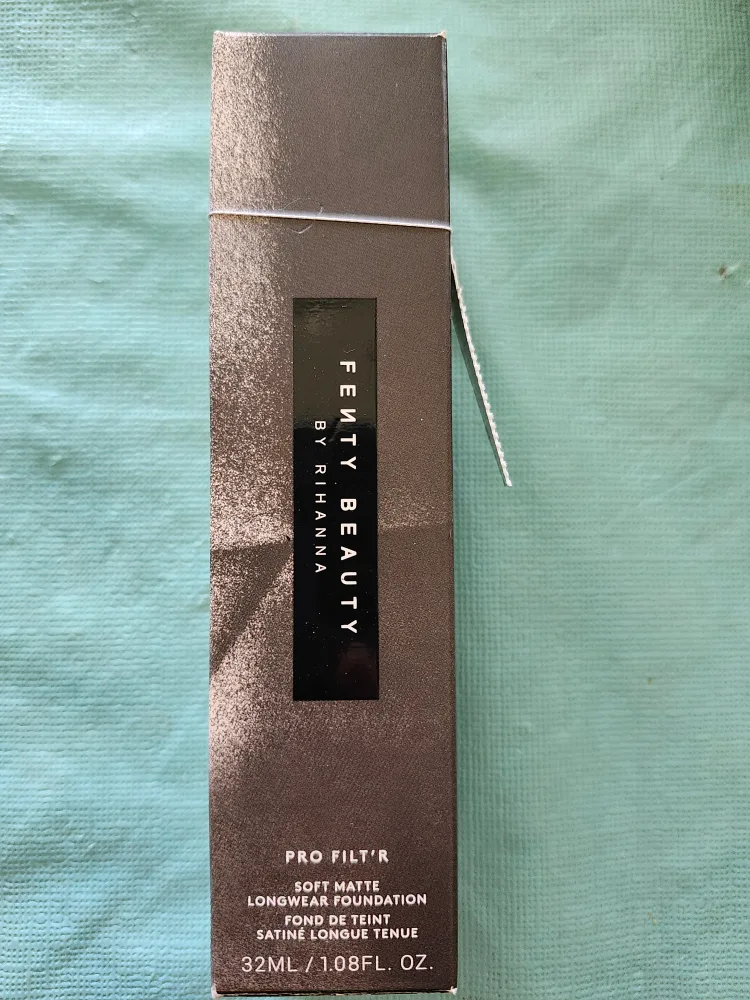 FENTY BEAUTY
BY RIHANNA
PRO FILT'R
SOFT MATTE
LONGWEAR FOUNDATION
FOND DE TEINT
SATINÉ LONGUE TENUE
32ML / 1.08FL. OZ.